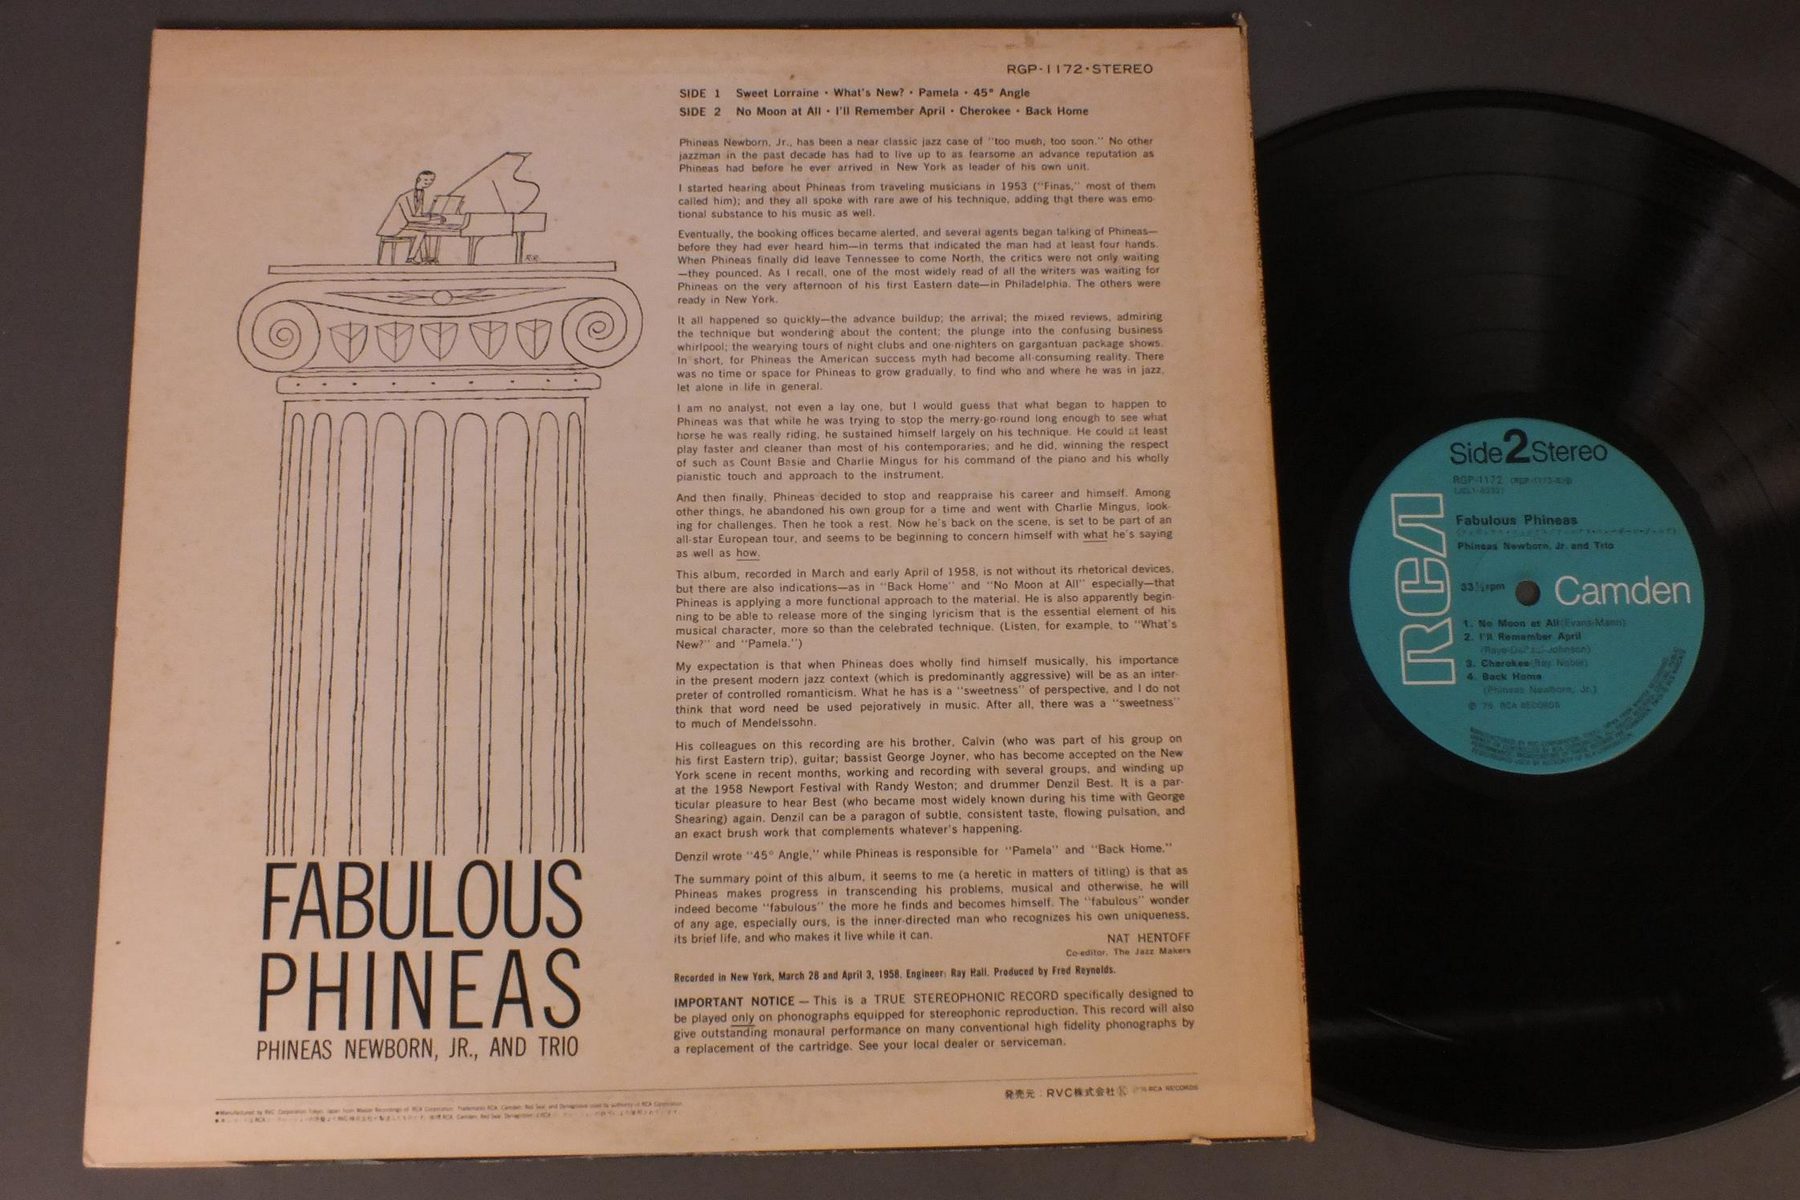 RGP-1172•STEREO
SIDE 1 Sweet Lorraine • What's New? • Pamela • 45° Angle
SIDE 2 No Moon at All • I'll Remember April • Cherokee • Back Home
Phineas Newborn, Jr., has been a near classic jazz case of "too much, too soon." No other
jazzman in the past decade has had to live up to as fearsome an advance reputation as
Phineas had before he ever arrived in New York as leader of his own unit.
I started hearing about Phineas from traveling musicians in 1953 ("Finas," most of them
called him); and they all spoke with rare awe of his technique, adding that there was emo-
tional substance to his music as well.
Eventually, the booking offices became alerted, and several agents began talking of Phineas—
before they had ever heard him—in terms that indicated the man had at least four hands.
When Phineas finally did leave Tennessee to come North, the critics were not only waiting
—they pounced. As I recall, one of the most widely read of all the writers was waiting for
Phineas on the very afternoon of his first Eastern date—in Philadelphia. The others were
ready in New York.
It all happened so quickly—the advance buildup; the arrival; the mixed reviews, admiring
the technique but wondering about the content; the plunge into the confusing business
whirlpool; the wearying tours of night clubs and one-nighters on gargantuan package shows.
In short, for Phineas the American success myth had become all-consuming reality. There
was no time or space for Phineas to grow gradually, to find who and where he was in jazz,
let alone in life in general.
I am no analyst, not even a lay one, but I would guess that what began to happen to
Phineas was that while he was trying to stop the merry-go-round long enough to see what
horse he was really riding, he sustained himself largely on his technique. He could at least
play faster and cleaner than most of his contemporaries; and he did, winning the respect
of such as Count Basie and Charlie Mingus for his command of the piano and his wholly
pianistic touch and approach to the instrument.
And then finally, Phineas decided to stop and reappraise his career and himself. Among
other things, he abandoned his own group for a time and went with Charlie Mingus, look-
ing for challenges. Then he took a rest. Now he's back on the scene, is set to be part of an
all-star European tour, and seems to be beginning to concern himself with what he's saying
as well as how.
This album, recorded in March and early April of 1958, is not without its rhetorical devices,
but there are also indications—as in "Back Home" and "No Moon at All" especially—that
Phineas is applying a more functional approach to the material. He is also apparently begin-
ning to be able to release more of the singing lyricism that is the essential element of his
musical character, more so than the celebrated technique. (Listen, for example, to "What's
New?" and "Pamela.")
My expectation is that when Phineas does wholly find himself musically, his importance
in the present modern jazz context (which is predominantly aggressive) will be as an inter-
preter of controlled romanticism. What he has is a "sweetness" of perspective, and I do not
think that word need be used pejoratively in music. After all, there was a "sweetness"
to much of Mendelssohn.
His colleagues on this recording are his brother, Calvin (who was part of his group on
his first Eastern trip), guitar; bassist George Joyner, who has become accepted on the New
York scene in recent months, working and recording with several groups, and winding up
at the 1958 Newport Festival with Randy Weston; and drummer Denzil Best. It is a par-
ticular pleasure to hear Best (who became most widely known during his time with George
Shearing) again. Denzil can be a paragon of subtle, consistent taste, flowing pulsation, and
an exact brush work that complements whatever's happening.
Denzil wrote "45° Angle," while Phineas is responsible for "Pamela" and "Back Home."
The summary point of this album, it seems to me (a heretic in matters of titling) is that as
Phineas makes progress in transcending his problems, musical and otherwise, he will
indeed become "fabulous" the more he finds and becomes himself. The "fabulous" wonder
of any age, especially ours, is the inner-directed man who recognizes his own uniqueness,
its brief life, and who makes it live while it can.
NAT HENTOFF
Co-editor, The Jazz Makers
Recorded in New York, March 28 and April 3, 1958. Engineer: Ray Hall. Produced by Fred Reynolds.
IMPORTANT NOTICE — This is a TRUE STEREOPHONIC RECORD specifically designed to
be played only on phonographs equipped for stereophonic reproduction. This record will also
give outstanding monaural performance on many conventional high fidelity phonographs by
a replacement of the cartridge. See your local dealer or serviceman.
発売元：RVC株式会社 RCA RECORDS
FABULOUS
PHINEAS
PHINEAS NEWBORN, JR., AND TRIO
Side 2 Stereo
RGP-1172
Fabulous Phineas
Phineas Newborn, Jr. and Trio
33⅓rpm
RCA Camden
1. No Moon at All (Evans-Mann)
2. I'll Remember April
(Raye-DePaul-Johnson)
3. Cherokee (Ray Noble)
4. Back Home
(Phineas Newborn, Jr.)
Ⓟ '76 RCA RECORDS